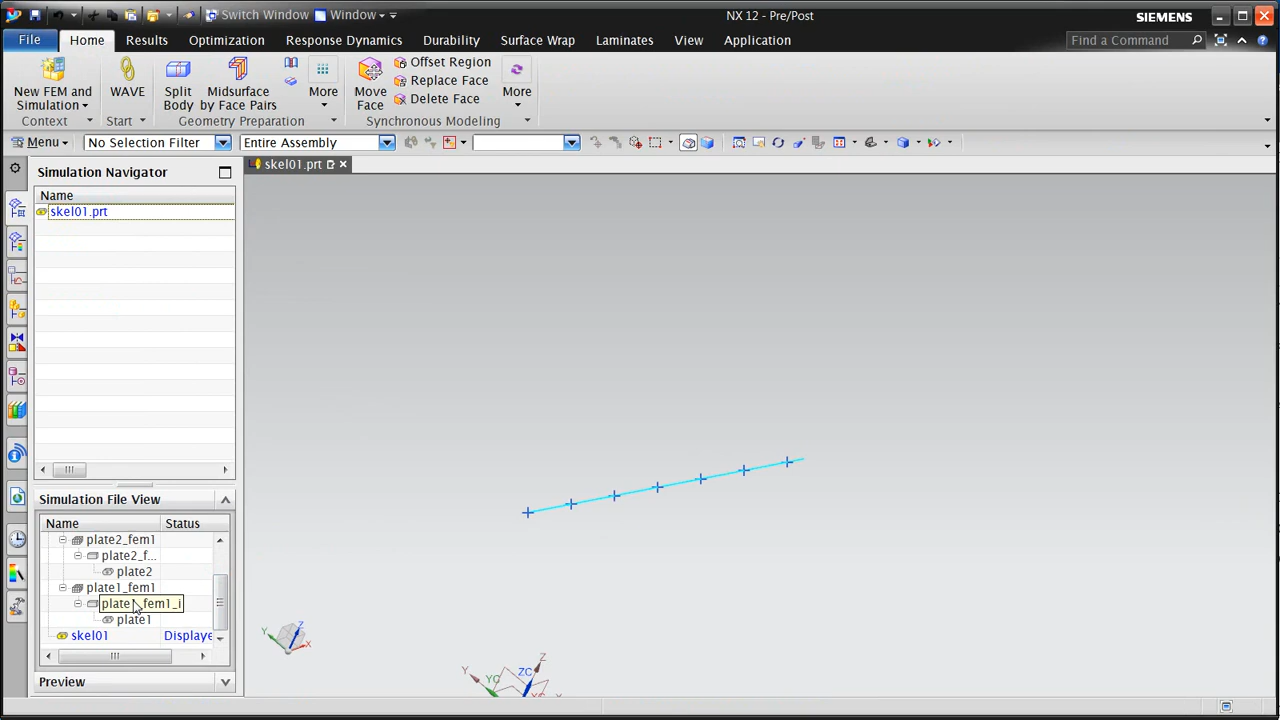 Switch Window Window NX 12 - Pre/Post SIEMENS
File Home Results Optimization Response Dynamics Durability Surface Wrap Laminates View Application Find a Command
New FEM and Simulation WAVE Split Body Midsurface by Face Pairs More Move Face Offset Region Replace Face Delete Face More
Context Start Geometry Preparation Synchronous Modeling
Menu No Selection Filter Entire Assembly
Simulation Navigator skel01.prt
Name
skel01.prt
Simulation File View
Name Status
plate2_fem1
plate2_f...
plate2
plate1_fem1
plate1_fem1_i
plate1
skel01 Displaye
Preview
Y Z X
Y Z
YC ZC